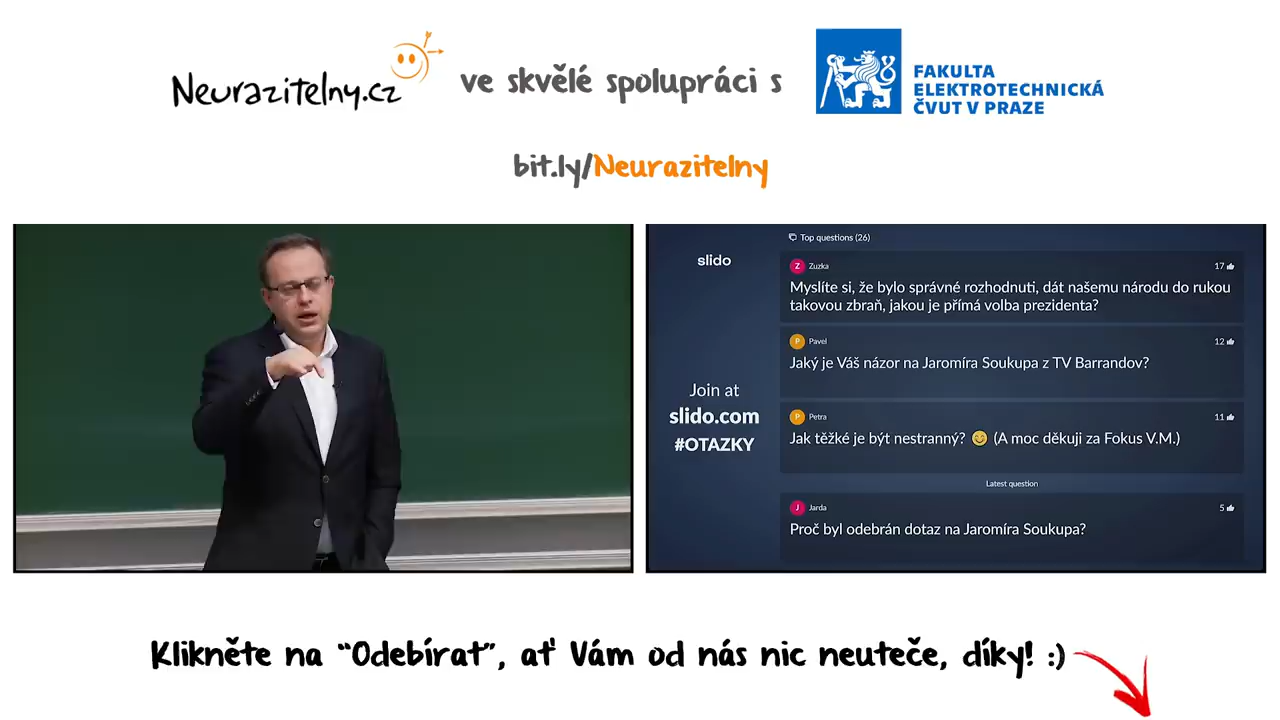 Neurazitelny.cz ve skvělé spolupráci s
FAKULTA
ELEKTROTECHNICKÁ
ČVUT V PRAZE
bit.ly/Neurazitelny
slido
Join at
slido.com
#OTAZKY
Top questions (26)
Z Zuzka 17
Myslíte si, že bylo správné rozhodnuti, dát našemu národu do rukou
takovou zbraň, jakou je přímá volba prezidenta?
P Pavel 12
Jaký je Váš názor na Jaromíra Soukupa z TV Barrandov?
P Petra 11
Jak těžké je být nestranný? 😊 (A moc děkuji za Fokus V.M.)
Latest question
J Jarda 5
Proč byl odebrán dotaz na Jaromíra Soukupa?
Klikněte na “Odebírat”, ať Vám od nás nic neuteče, díky! :)